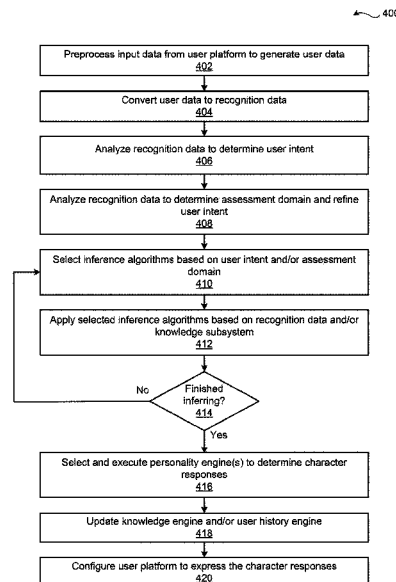 400
Preprocess input data from user platform to generate user data
402
Convert user data to recognition data
404
Analyze recognition data to determine user intent
406
Analyze recognition data to determine assessment domain and refine
user intent
408
Select inference algorithms based on user intent and/or assessment
domain
410
Apply selected inference algorithms based on recognition data and/or
knowledge subsystem
412
No
Finished
inferring?
414
Yes
Select and execute personality engine(s) to determine character
responses
416
Update knowledge engine and/or user history engine
418
Configure user platform to express the character responses
420